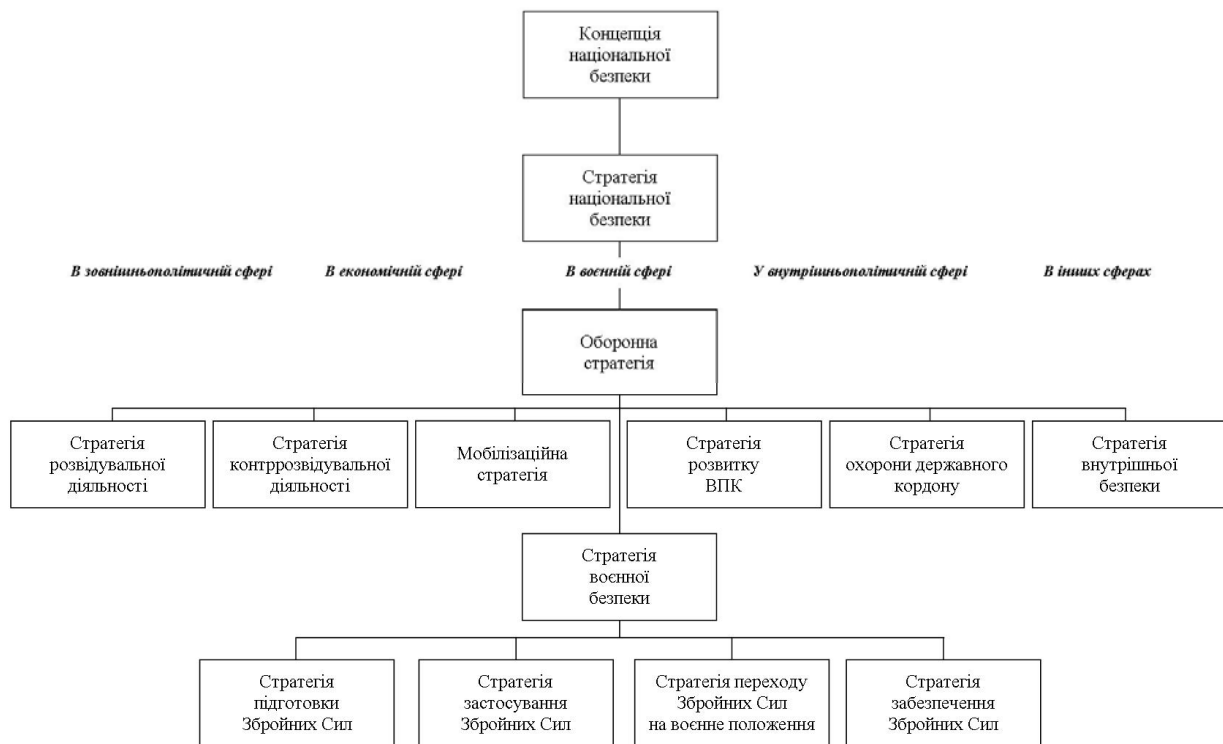 Концепція
національної
безпеки
Стратегія
національної
безпеки
В зовнішньополітичній сфері
В економічній сфері
В воєнній сфері
У внутрішньополітичній сфері
В інших сферах
Оборонна
стратегія
Стратегія
розвідувальної
діяльності
Стратегія
контррозвідувальної
діяльності
Мобілізаційна
стратегія
Стратегія
розвитку
ВПК
Стратегія
охорони державного
кордону
Стратегія
внутрішньої
безпеки
Стратегія
воєнної
безпеки
Стратегія
підготовки
Збройних Сил
Стратегія
застосування
Збройних Сил
Стратегія переходу
Збройних Сил
на воєнне положення
Стратегія
забезпечення
Збройних Сил